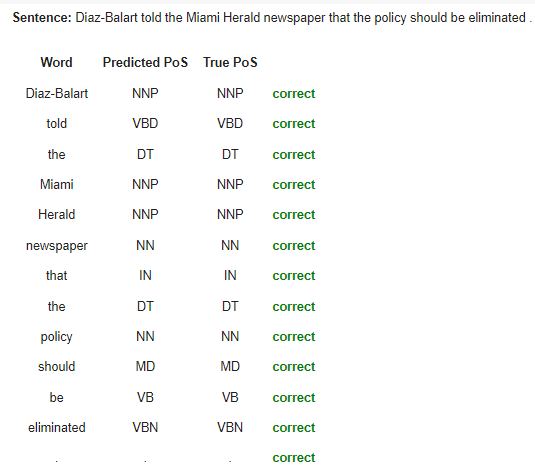 Sentence: Diaz-Balart told the Miami Herald newspaper that the policy should be eliminated .
Word Predicted PoS True PoS
Diaz-Balart NNP NNP correct
told VBD VBD correct
the DT DT correct
Miami NNP NNP correct
Herald NNP NNP correct
newspaper NN NN correct
that IN IN correct
the DT DT correct
policy NN NN correct
should MD MD correct
be VB VB correct
eliminated VBN VBN correct
. . . correct